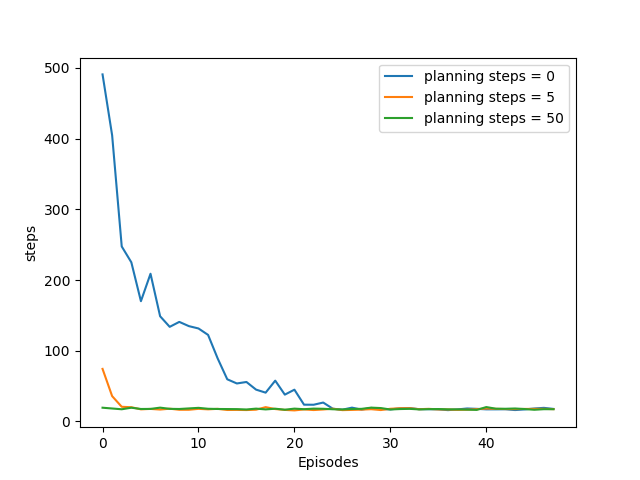 500
400
300
200
100
0
steps
planning steps = 0
planning steps = 5
planning steps = 50
0 10 20 30 40
Episodes